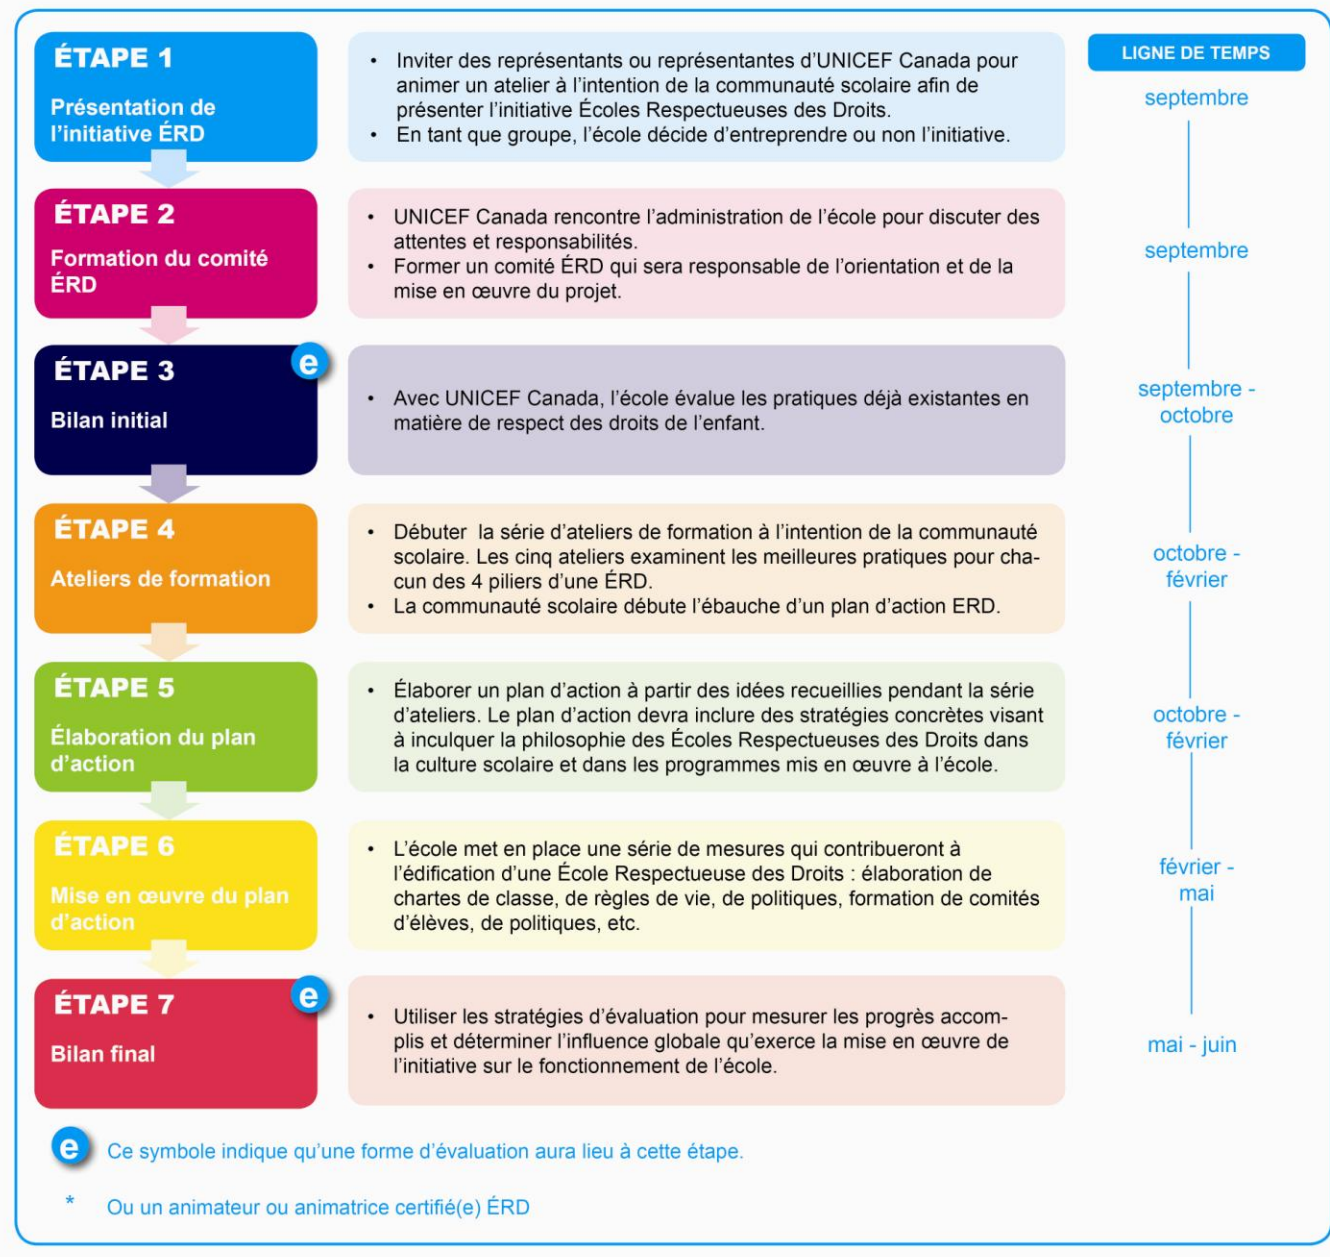 ÉTAPE 1
Présentation de
l'initiative ÉRD
• Inviter des représentants ou représentantes d'UNICEF Canada pour
animer un atelier à l'intention de la communauté scolaire afin de
présenter l'initiative Écoles Respectueuses des Droits.
• En tant que groupe, l'école décide d'entreprendre ou non l'initiative.
LIGNE DE TEMPS
septembre
ÉTAPE 2
Formation du comité
ÉRD
• UNICEF Canada rencontre l'administration de l'école pour discuter des
attentes et responsabilités.
• Former un comité ÉRD qui sera responsable de l'orientation et de la
mise en œuvre du projet.
septembre
ÉTAPE 3
e
Bilan initial
• Avec UNICEF Canada, l'école évalue les pratiques déjà existantes en
matière de respect des droits de l'enfant.
septembre -
octobre
ÉTAPE 4
Ateliers de formation
• Débuter la série d'ateliers de formation à l'intention de la communauté
scolaire. Les cinq ateliers examinent les meilleures pratiques pour cha-
cun des 4 piliers d'une ÉRD.
• La communauté scolaire débute l'ébauche d'un plan d'action ERD.
octobre -
février
ÉTAPE 5
Élaboration du plan
d'action
• Élaborer un plan d'action à partir des idées recueillies pendant la série
d'ateliers. Le plan d'action devra inclure des stratégies concrètes visant
à inculquer la philosophie des Écoles Respectueuses des Droits dans
la culture scolaire et dans les programmes mis en œuvre à l'école.
octobre -
février
ÉTAPE 6
Mise en œuvre du plan
d'action
• L'école met en place une série de mesures qui contribueront à
l'édification d'une École Respectueuse des Droits : élaboration de
chartes de classe, de règles de vie, de politiques, formation de comités
d'élèves, de politiques, etc.
février -
mai
ÉTAPE 7
e
Bilan final
• Utiliser les stratégies d'évaluation pour mesurer les progrès accom-
plis et déterminer l'influence globale qu'exerce la mise en œuvre de
l'initiative sur le fonctionnement de l'école.
mai - juin
e Ce symbole indique qu'une forme d'évaluation aura lieu à cette étape.
* Ou un animateur ou animatrice certifié(e) ÉRD